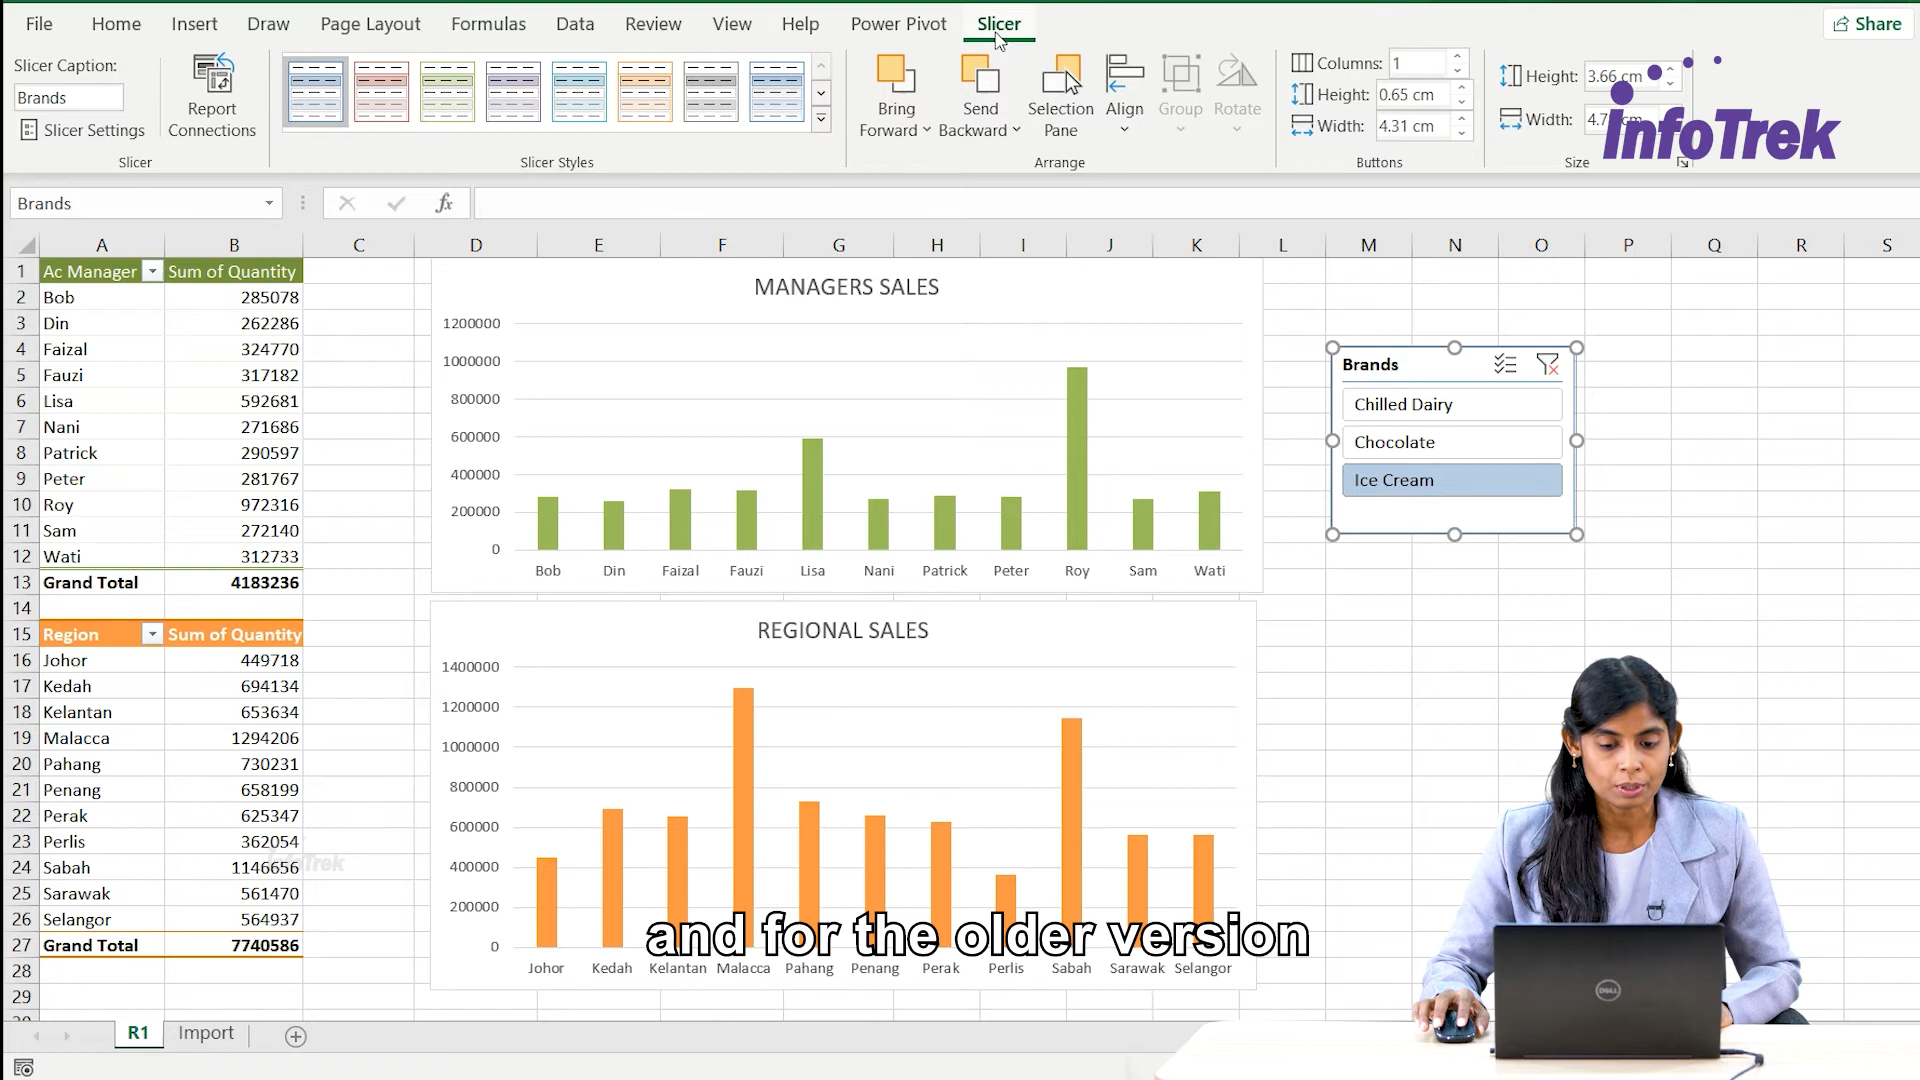 File Home Insert Draw Page Layout Formulas Data Review View Help Power Pivot Slicer Share
Slicer Caption:
Brands
Slicer Settings
Report Connections
Slicer
Slicer Styles
Bring Forward
Send Backward
Selection Pane
Align
Group
Rotate
Arrange
Columns: 1
Height: 0.65 cm
Width: 4.31 cm
Buttons
Height: 3.66 cm
Width:
Size
infoTrek
Brands
fx
A B C D E F G H I J K L M N O P Q R S
1 Ac Manager Sum of Quantity
2 Bob 285078
3 Din 262286
4 Faizal 324770
5 Fauzi 317182
6 Lisa 592681
7 Nani 271686
8 Patrick 290597
9 Peter 281767
10 Roy 972316
11 Sam 272140
12 Wati 312733
13 Grand Total 4183236
14
15 Region Sum of Quantity
16 Johor 449718
17 Kedah 694134
18 Kelantan 653634
19 Malacca 1294206
20 Pahang 730231
21 Penang 658199
22 Perak 625347
23 Perlis 362054
24 Sabah 1146656
25 Sarawak 561470
26 Selangor 564937
27 Grand Total 7740586
28
29
infoTrek
MANAGERS SALES
1200000
1000000
800000
600000
400000
200000
0
Bob Din Faizal Fauzi Lisa Nani Patrick Peter Roy Sam Wati
REGIONAL SALES
1400000
1200000
1000000
800000
600000
400000
200000
0
Johor Kedah Kelantan Malacca Pahang Penang Perak Perlis Sabah Sarawak Selangor
Brands
Chilled Dairy
Chocolate
Ice Cream
and for the older version
DELL
R1 Import